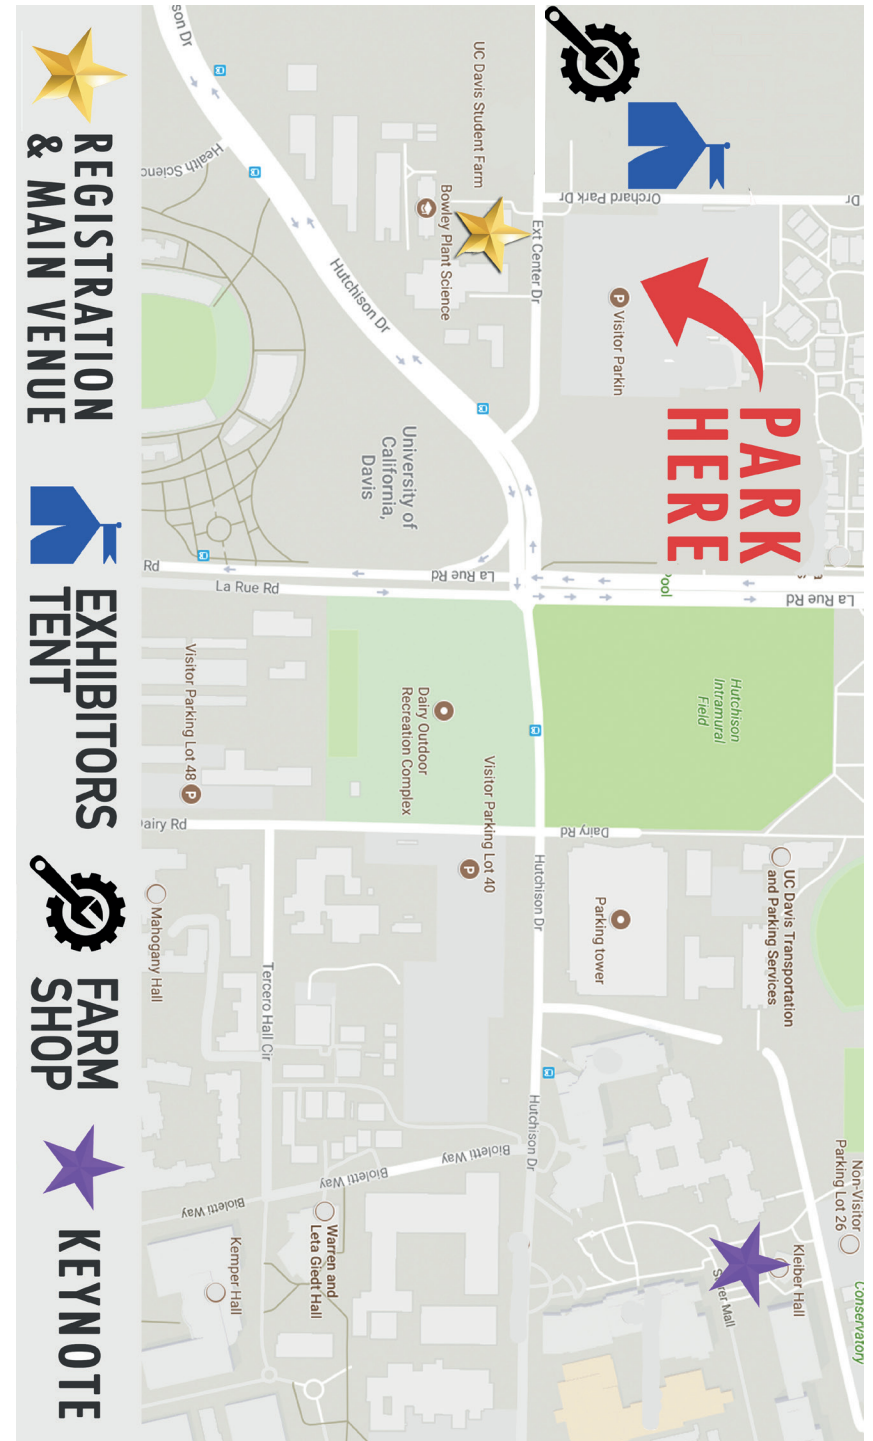 PARK
HERE
son Dr
Health Scienc
UC Davis Student Farm
Bowley Plant Science
Hutchison Dr
Ext Center Dr
Orchard Park Dr
Dr
P Visitor Parkin
University of
California,
Davis
Rd
La Rue Rd
La Rue Rd
La Rue Rd
Pool
Hutchison
Intramural
Field
Dairy Outdoor
Recreation Complex
Visitor Parking Lot 48 P
Visitor Parking Lot 40
P
airy Rd
Dairy Rd
Hutchison Dr
Parking tower
UC Davis Transportation
and Parking Services
Mahogany Hall
Tercero Hall Cir
Hutchison Dr
Bioletti Way
Bioletti Way
Bioletti Way
Warren and
Leta Giedt Hall
Kemper Hall
Kleiber Hall
Mall
Non-Visitor
Parking Lot 26
Conservatory
REGISTRATION
& MAIN VENUE
EXHIBITORS
TENT
FARM
SHOP
KEYNOTE